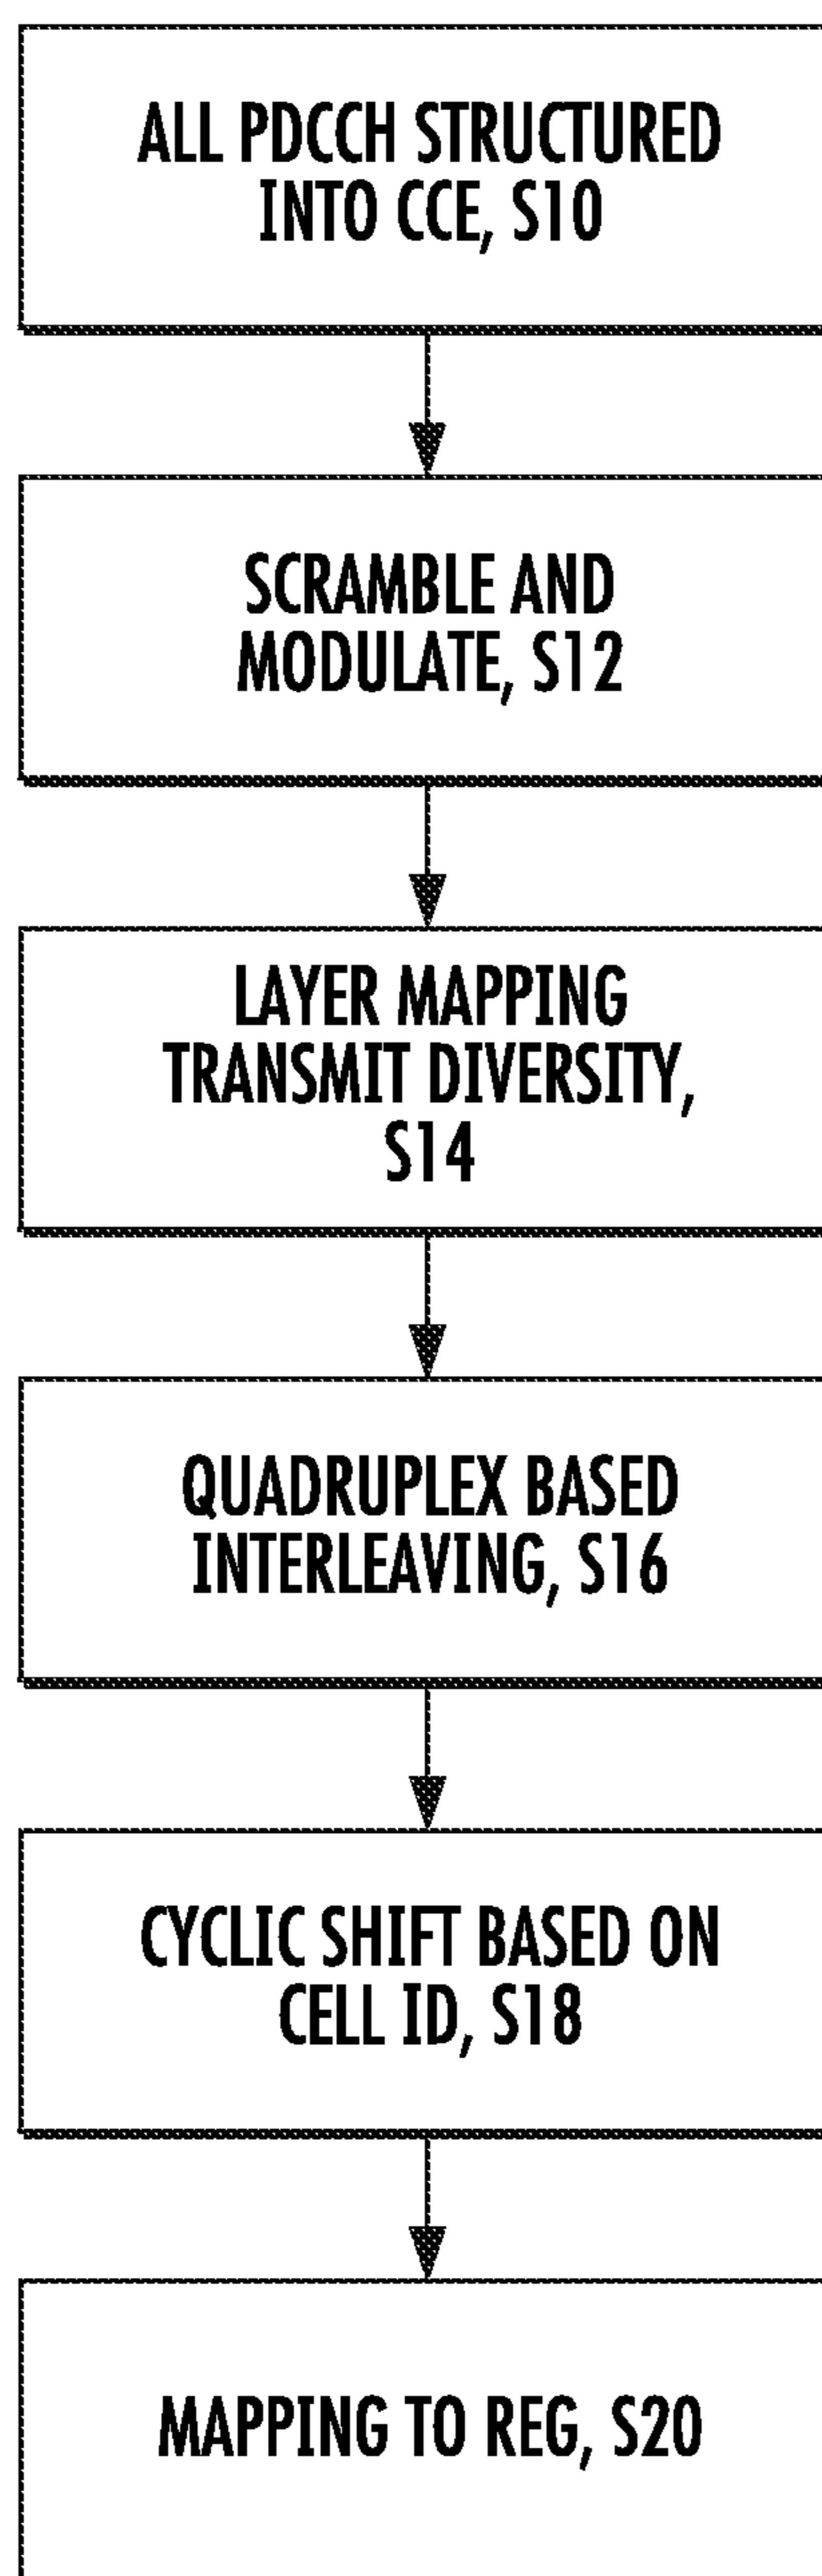 ALL PDCCH STRUCTURED
INTO CCE, S10
SCRAMBLE AND
MODULATE, S12
LAYER MAPPING
TRANSMIT DIVERSITY,
S14
QUADRUPLEX BASED
INTERLEAVING, S16
CYCLIC SHIFT BASED ON
CELL ID, S18
MAPPING TO REG, S20